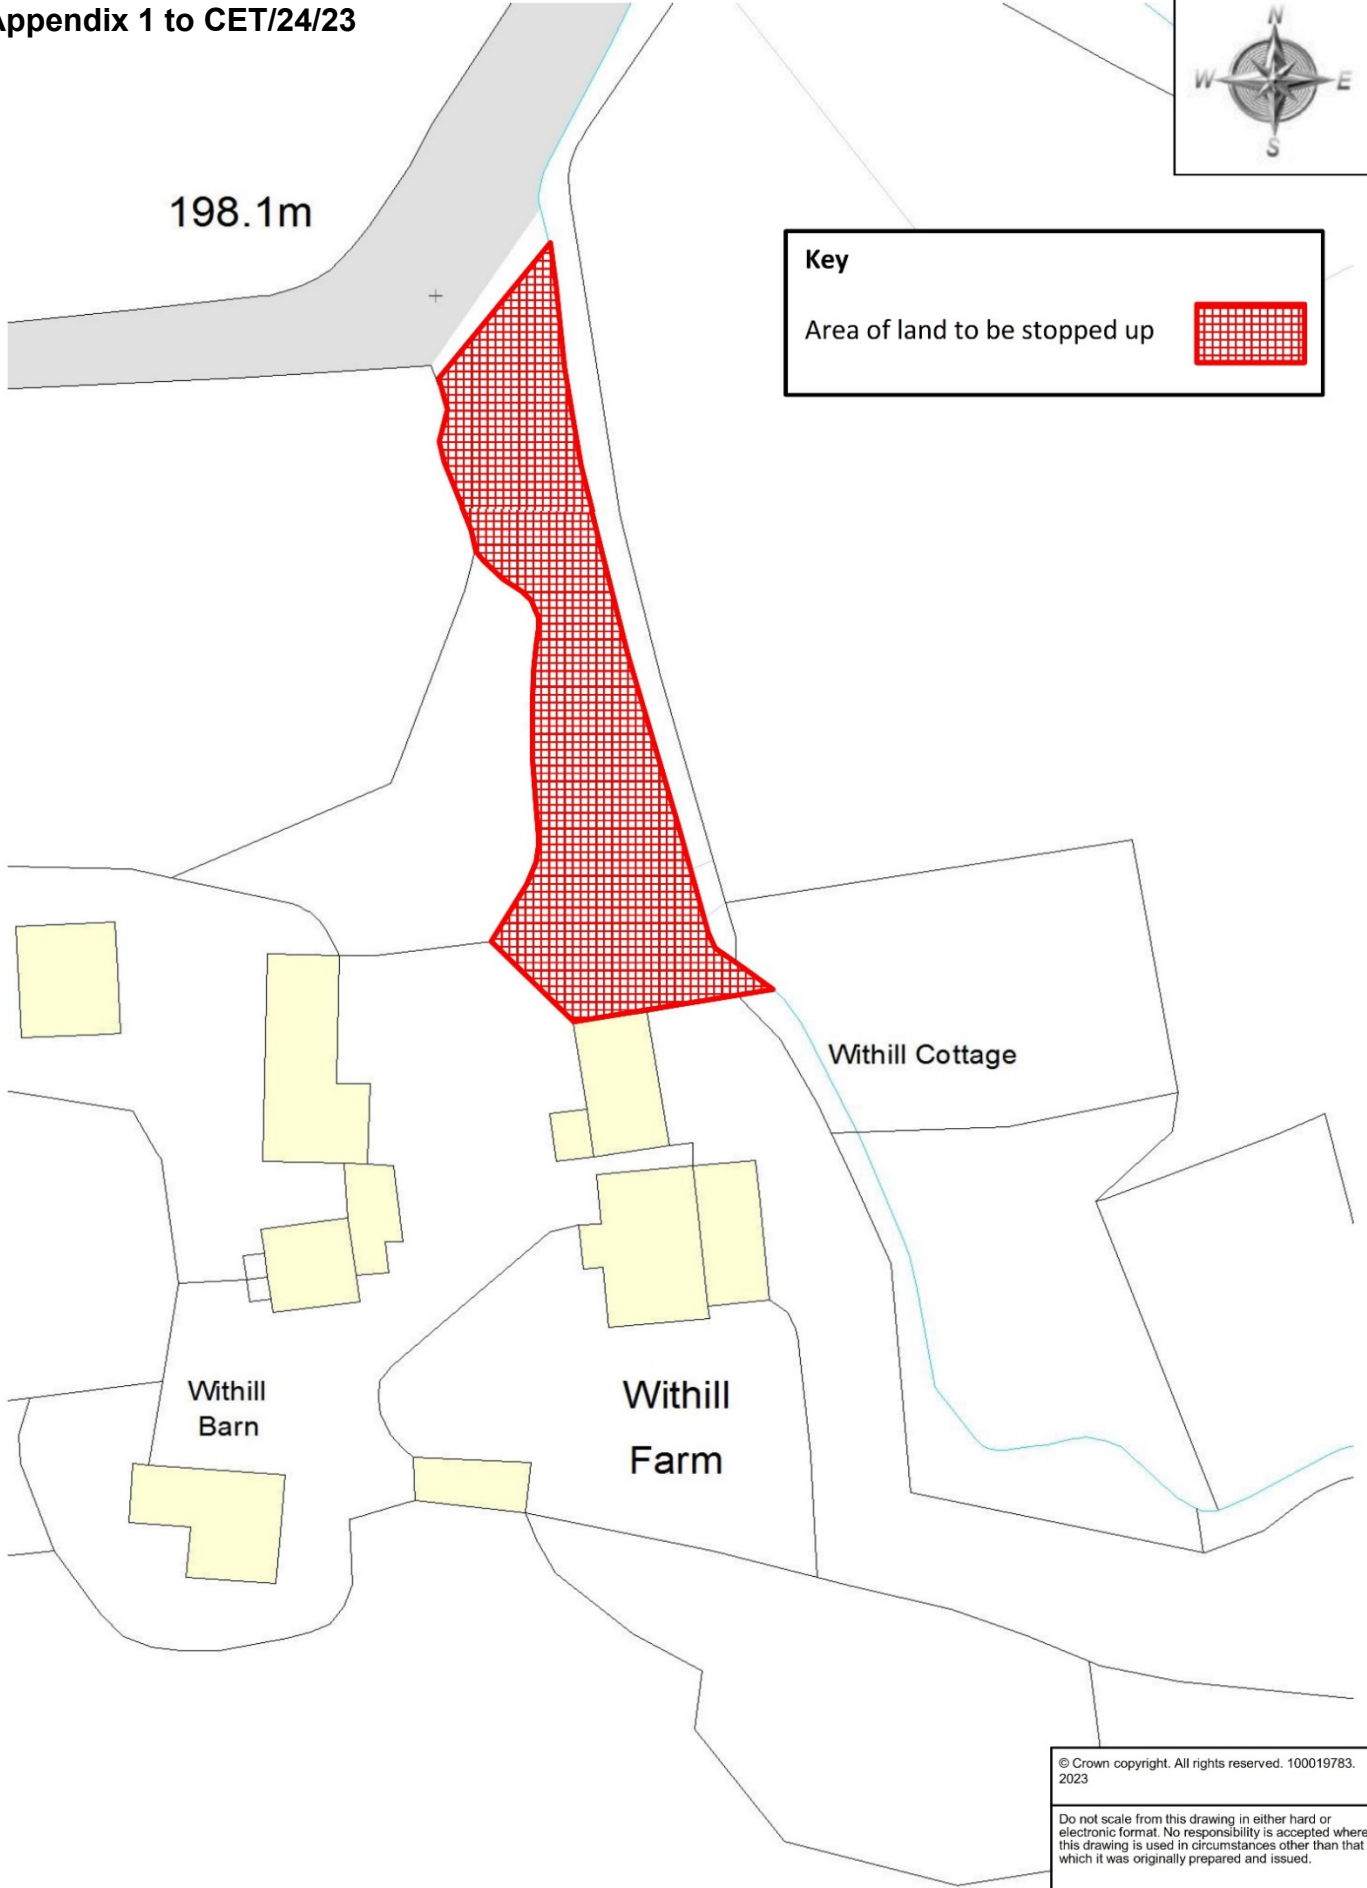 Appendix 1 to CET/24/23
N
W E
S
198.1m
Key
Area of land to be stopped up
Withill Cottage
Withill
Barn
Withill
Farm
© Crown copyright. All rights reserved. 100019783.
2023
Do not scale from this drawing in either hard or
electronic format. No responsibility is accepted where
this drawing is used in circumstances other than that
which it was originally prepared and issued.